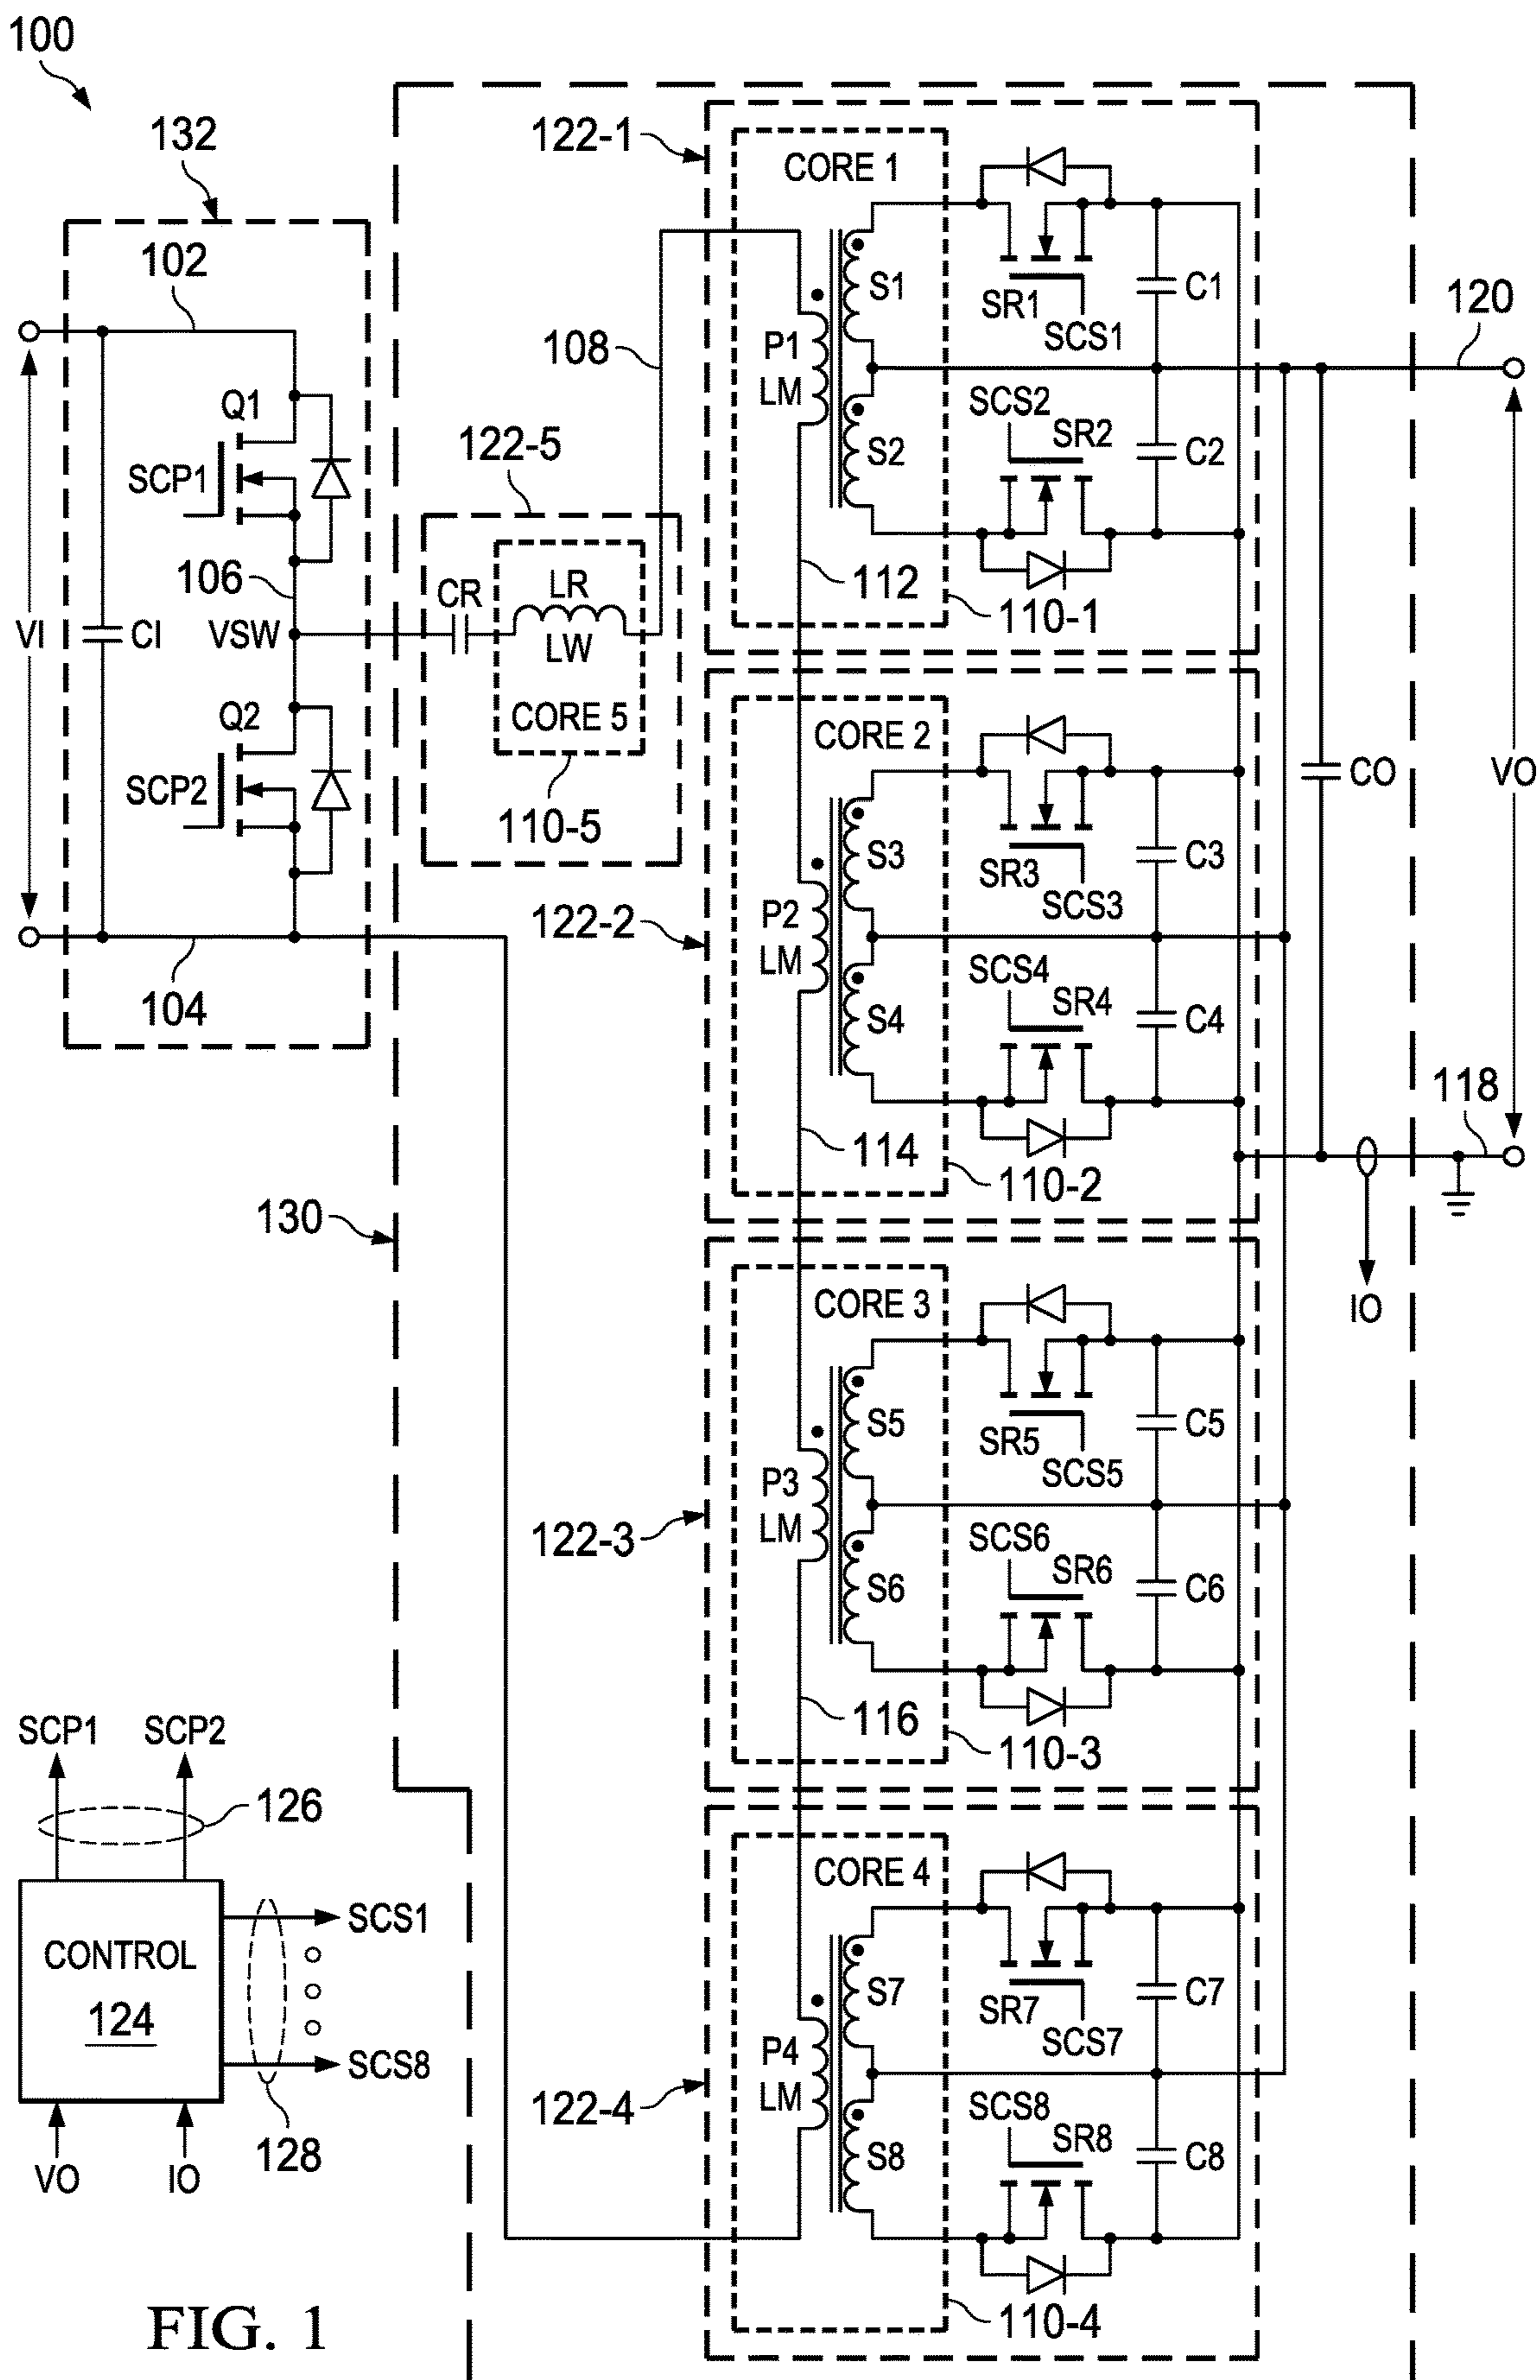 100
132
102
Q1
SCP1
106
VI
CI
VSW
Q2
SCP2
104
122-5
CR
LR
LW
CORE 5
110-5
108
130
122-1
CORE 1
P1
LM
S1
S2
SR1
SCS1
C1
SCS2
SR2
C2
112
110-1
120
122-2
CORE 2
P2
LM
S3
S4
SR3
SCS3
C3
SCS4
SR4
C4
114
110-2
CO
VO
118
IO
122-3
CORE 3
P3
LM
S5
S6
SR5
SCS5
C5
SCS6
SR6
C6
116
110-3
122-4
CORE 4
P4
LM
S7
S8
SR7
SCS7
C7
SCS8
SR8
C8
110-4
SCP1
SCP2
126
CONTROL
124
SCS1
SCS8
128
VO
IO
FIG. 1